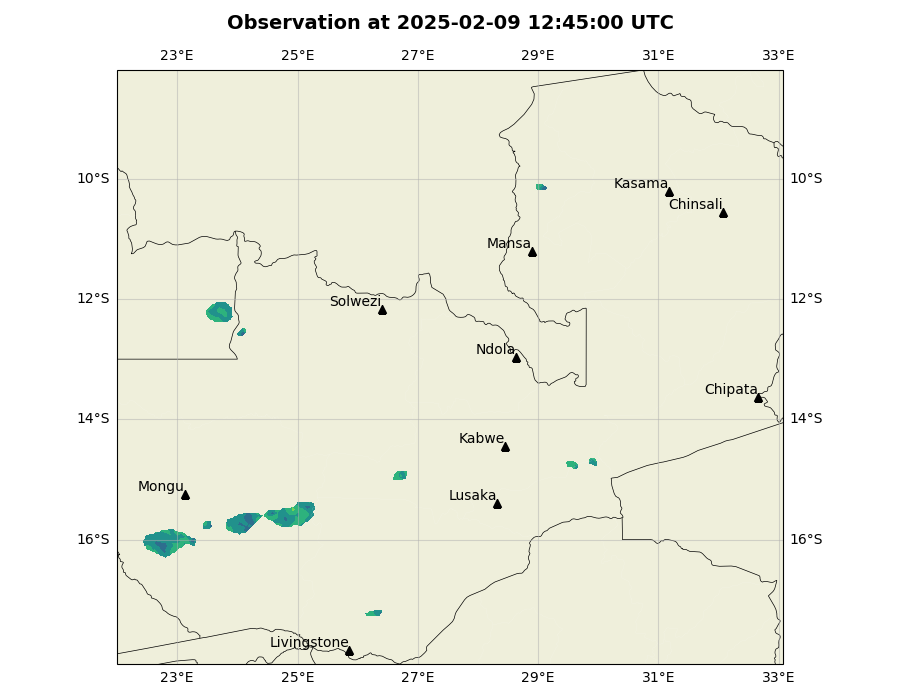 Observation at 2025-02-09 12:45:00 UTC
23°E 25°E 27°E 29°E 31°E 33°E
10°S 10°S
Kasama
Chinsali
Mansa
12°S 12°S
Solwezi
Ndola
Chipata
14°S 14°S
Kabwe
Mongu
Lusaka
16°S 16°S
Livingstone
23°E 25°E 27°E 29°E 31°E 33°E